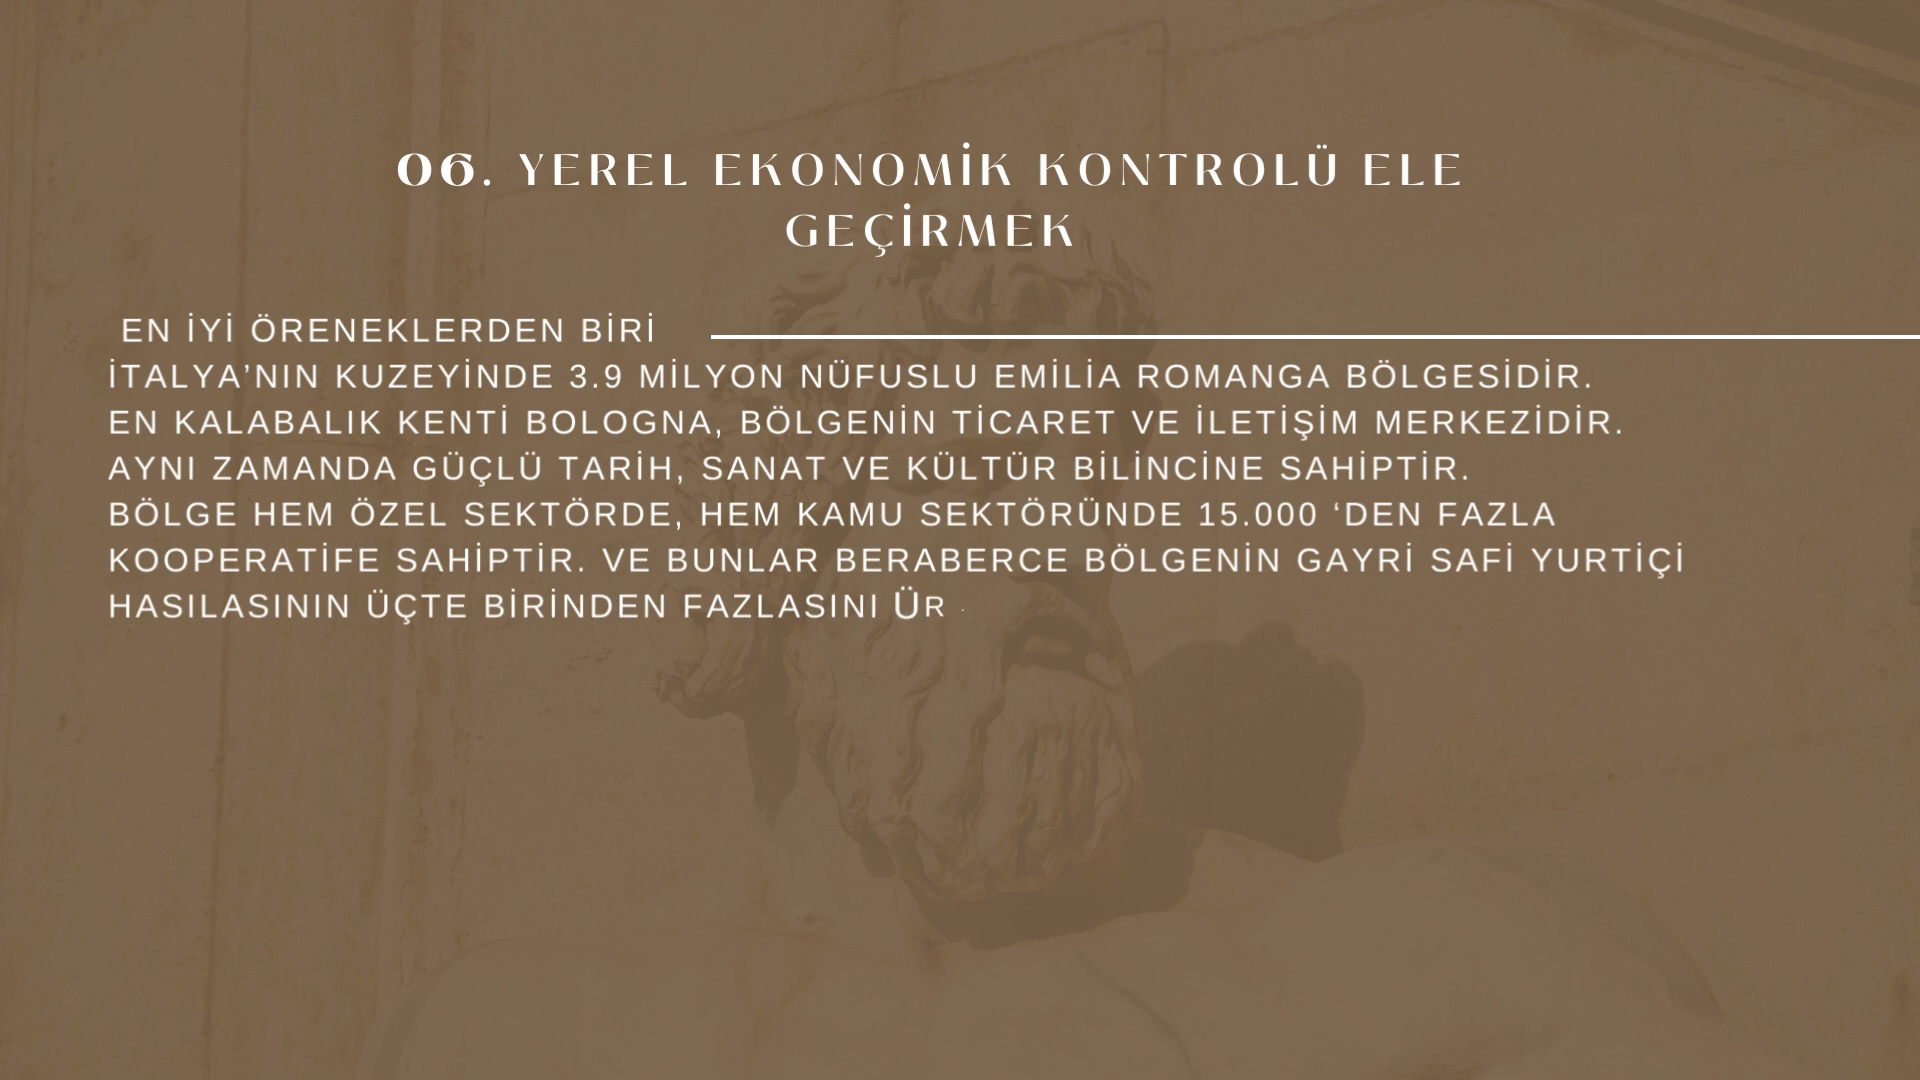 06. YEREL EKONOMİK KONTROLÜ ELE
GEÇİRMEK
EN İYİ ÖRENEKLERDEN BİRİ
İTALYA’NIN KUZEYİNDE 3.9 MİLYON NÜFUSLU EMİLİA ROMANGA BÖLGESİDİR.
EN KALABALIK KENTİ BOLOGNA, BÖLGENİN TİCARET VE İLETİŞİM MERKEZİDİR.
AYNI ZAMANDA GÜÇLÜ TARİH, SANAT VE KÜLTÜR BİLİNCİNE SAHİPTİR.
BÖLGE HEM ÖZEL SEKTÖRDE, HEM KAMU SEKTÖRÜNDE 15.000 ‘DEN FAZLA
KOOPERATİFE SAHİPTİR. VE BUNLAR BERABERCE BÖLGENİN GAYRİ SAFİ YURTİÇİ
HASILASININ ÜÇTE BİRİNDEN FAZLASINI ÜR